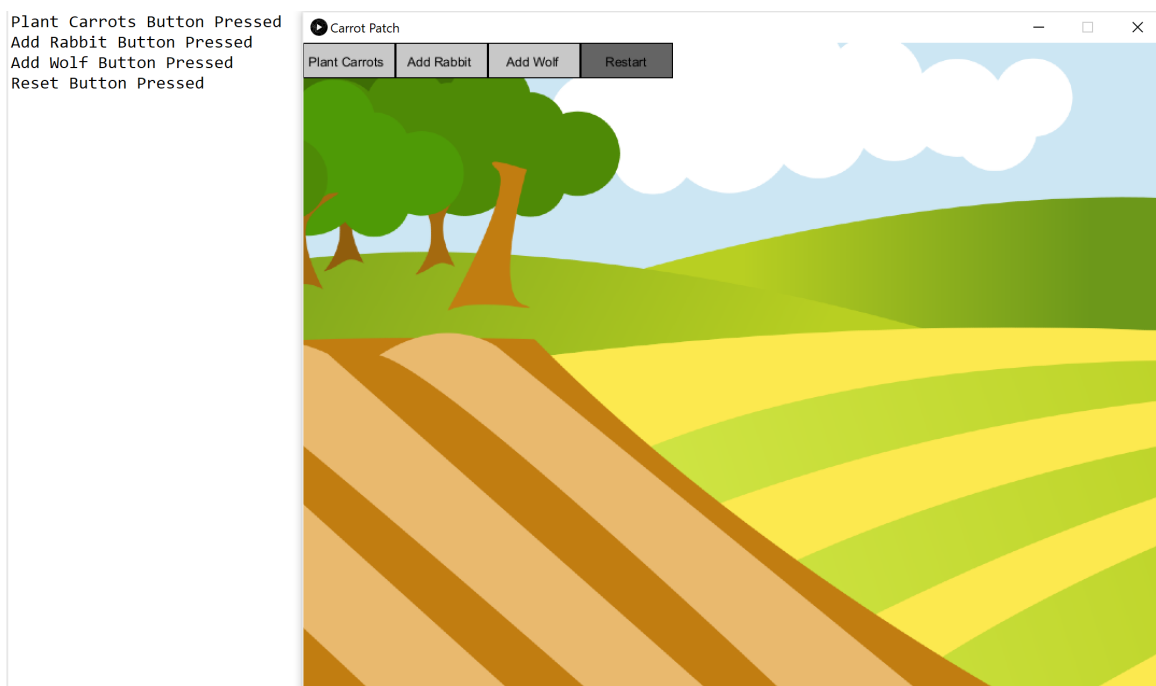 Plant Carrots Button Pressed
Add Rabbit Button Pressed
Add Wolf Button Pressed
Reset Button Pressed
Carrot Patch
Plant Carrots
Add Rabbit
Add Wolf
Restart